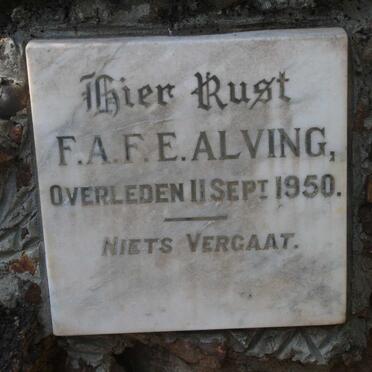 Hier Rust
F.A.F.E. ALVING,
OVERLEDEN 11 SEPT. 1950.
NIETS VERGAAT.